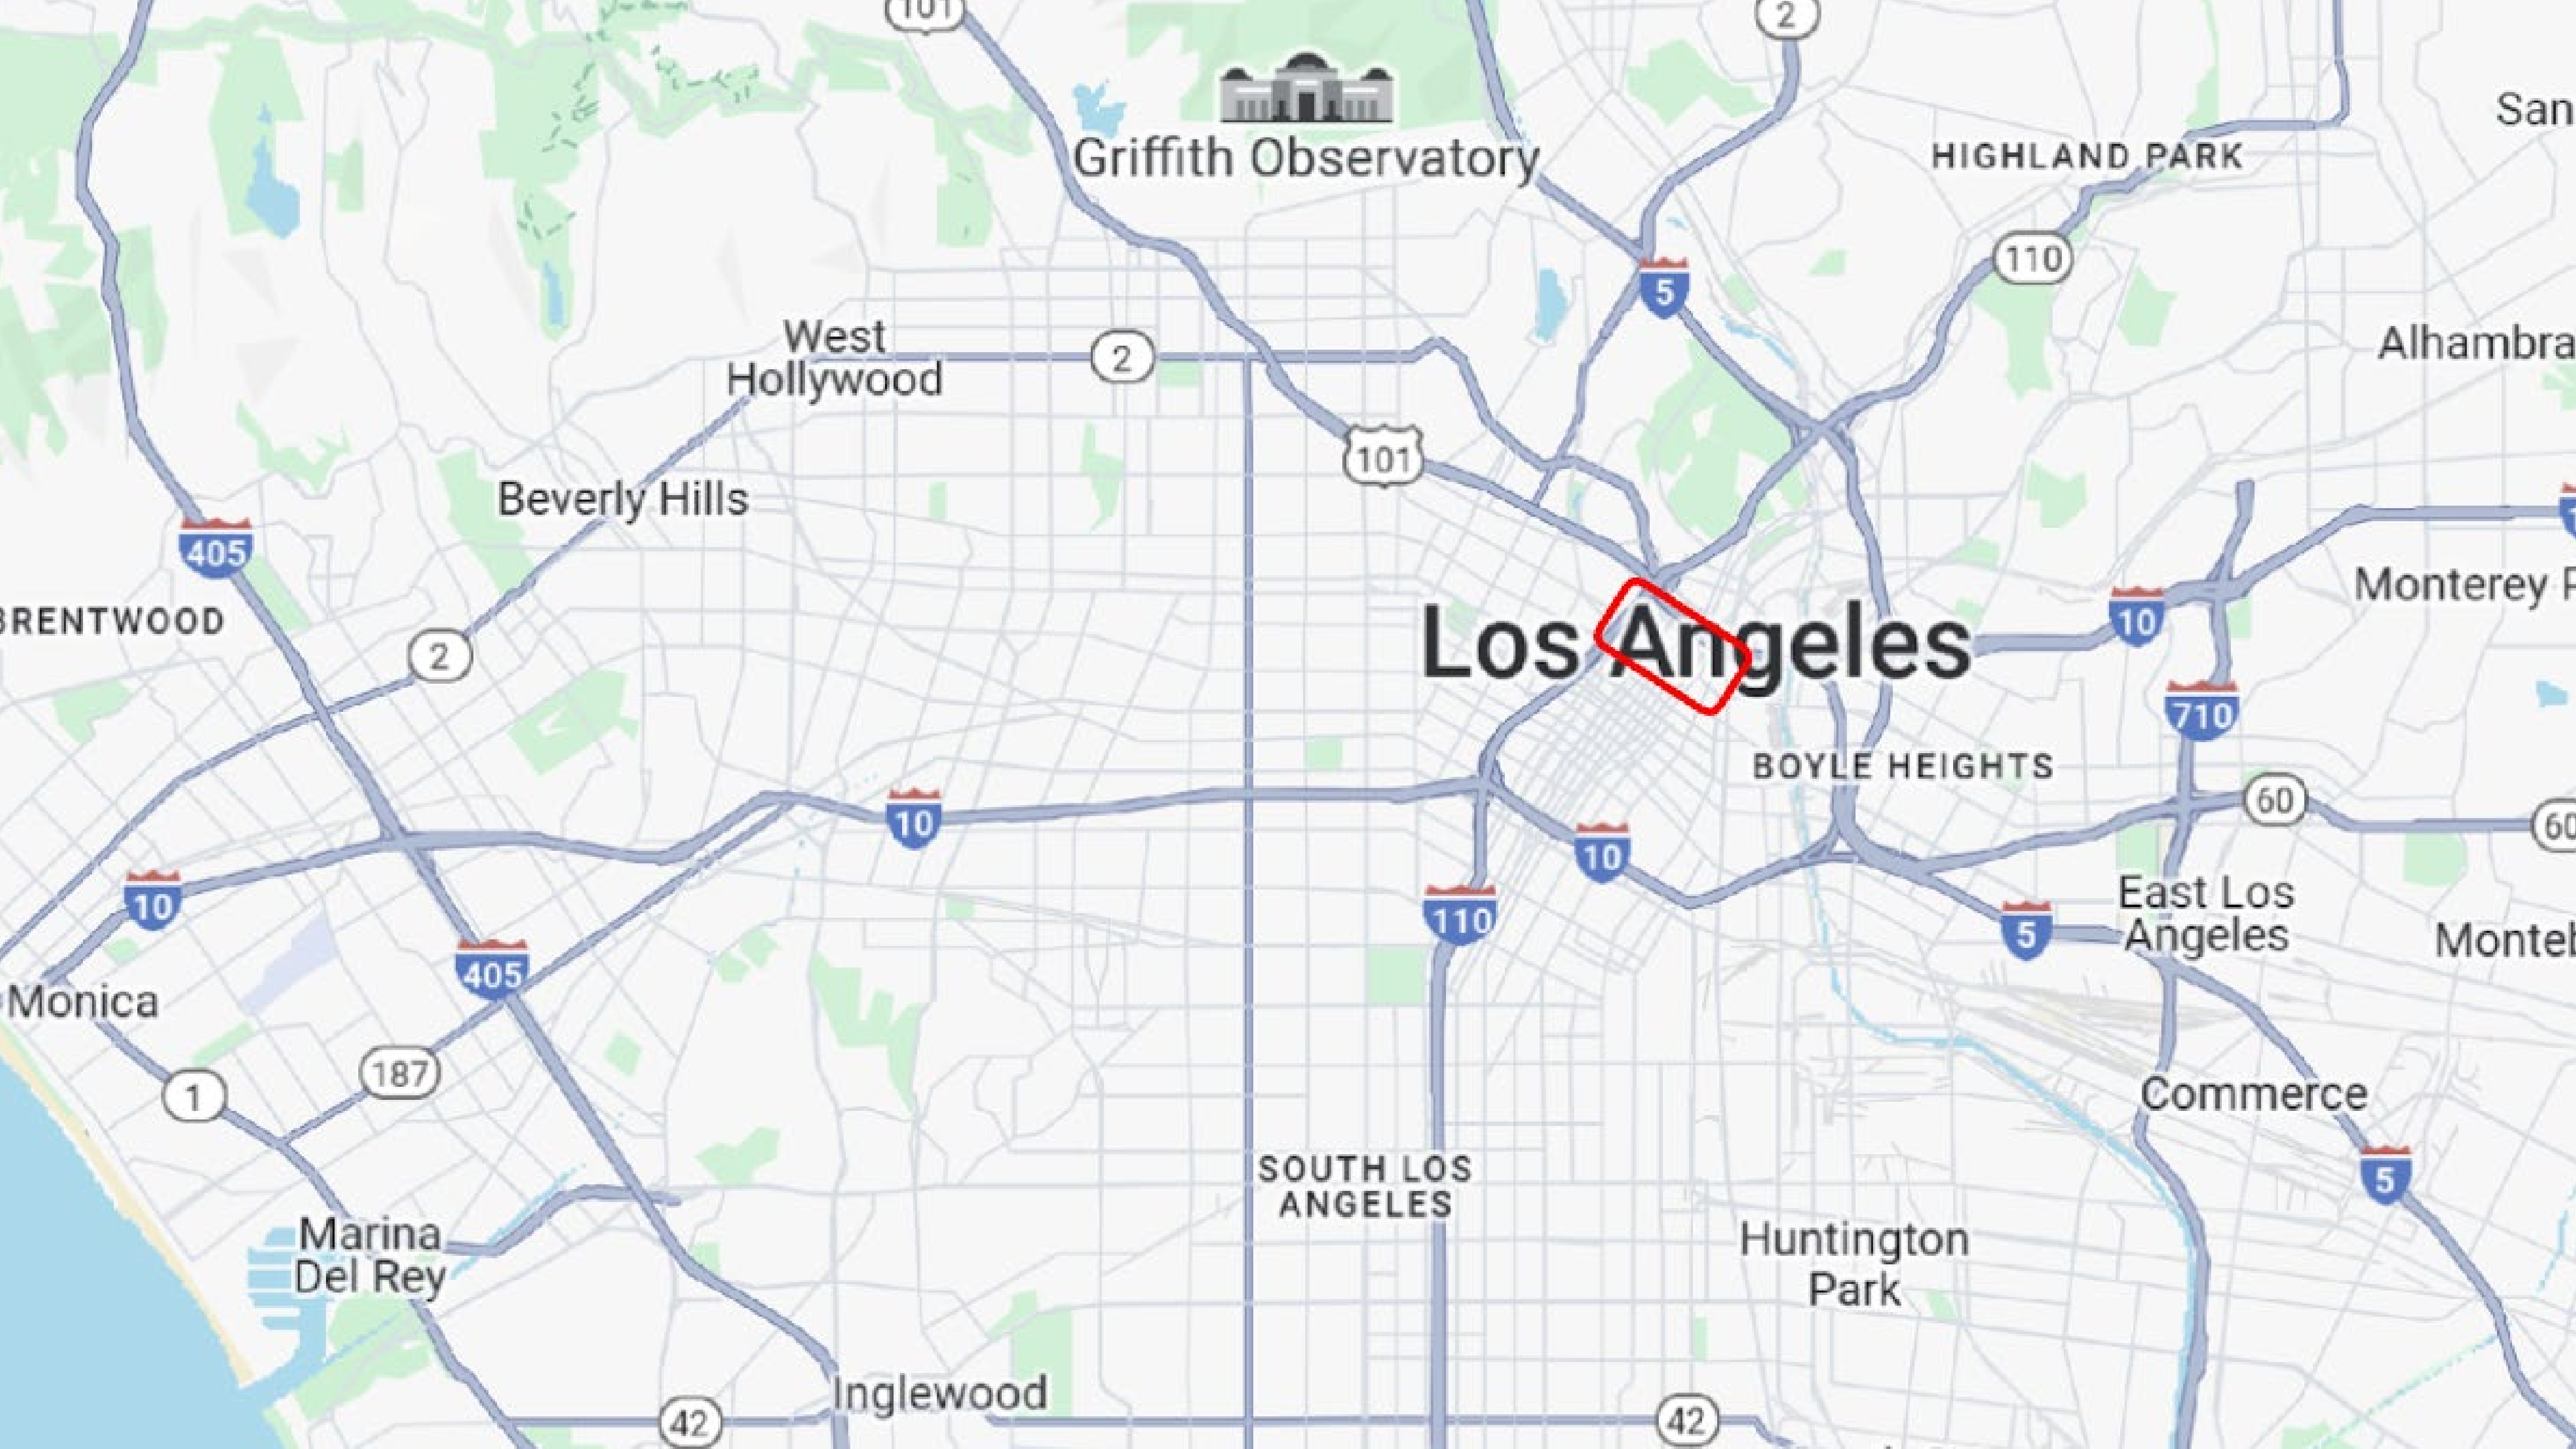 101
2
Griffith Observatory
HIGHLAND PARK
San
110
5
West
Hollywood
2
Alhambra
101
Beverly Hills
405
BRENTWOOD
2
Los Angeles
10
Monterey P
710
BOYLE HEIGHTS
10
60
60
10
10
110
East Los
Angeles
5
Monteb
405
Monica
187
1
Commerce
SOUTH LOS
ANGELES
5
Marina
Del Rey
Huntington
Park
Inglewood
42
42